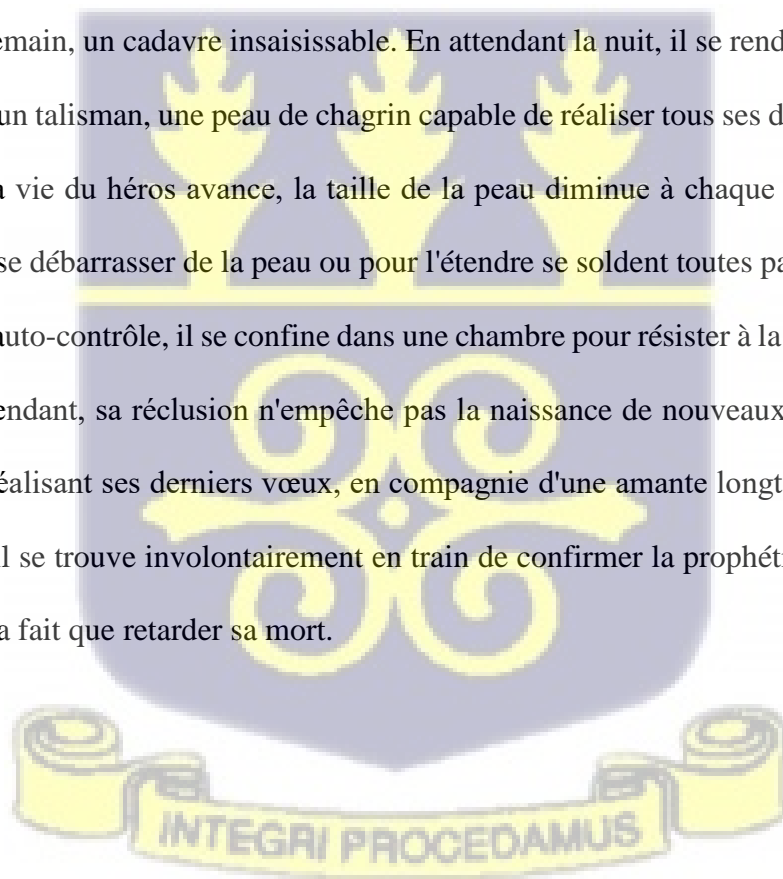 emain, un cadavre insaisissable. En attendant la nuit, il se rend
un talisman, une peau de chagrin capable de réaliser tous ses d
a vie du héros avance, la taille de la peau diminue à chaque
se débarrasser de la peau ou pour l'étendre se soldent toutes pa
auto-contrôle, il se confine dans une chambre pour résister à la
endant, sa réclusion n'empêche pas la naissance de nouveaux
éalisant ses derniers vœux, en compagnie d'une amante longt
il se trouve involontairement en train de confirmer la prophét
a fait que retarder sa mort.
INTEGRI PROCEDAMUS